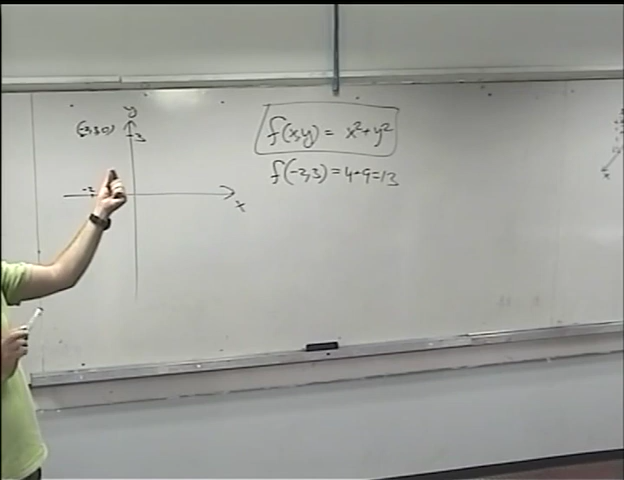 y
(-2,3,0)
3
-2
x
f(x,y) = x²+y²
f(-2,3) = 4+9=13
x